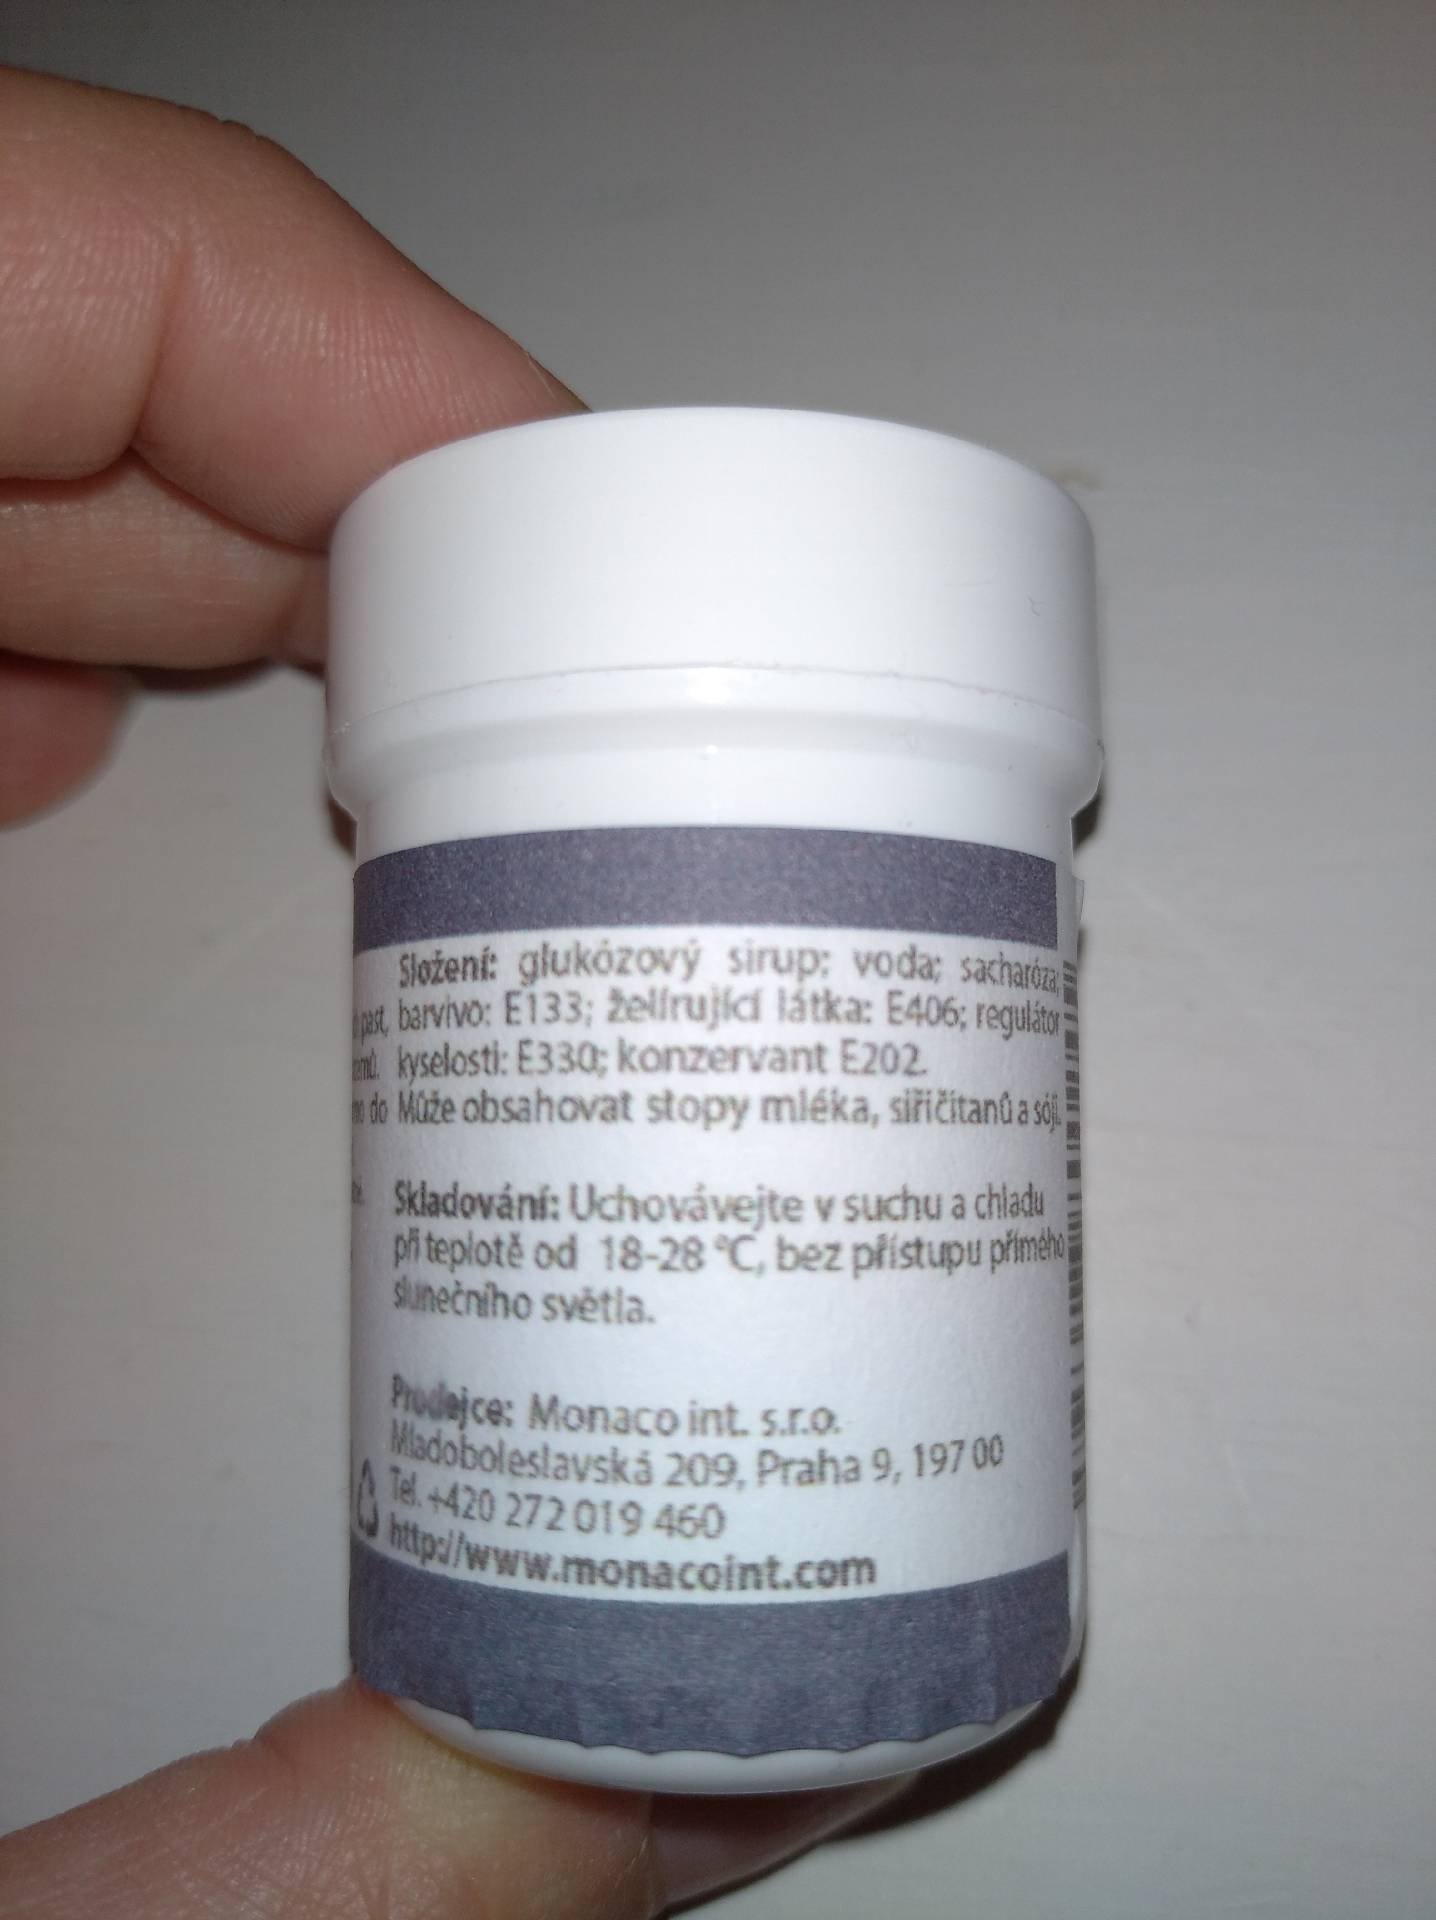 Složení: glukózový sirup; voda; sacharóza;
past, barvivo: E133; želírující látka: E406; regulátor
kyselosti: E330; konzervant E202.
do Může obsahovat stopy mléka, siřičitanů a sóji.
Skladování: Uchovávejte v suchu a chladu
při teplotě od 18-28 °C, bez přístupu přímého
slunečního světla.
Prodejce: Monaco int. s.r.o.
Mladoboleslavská 209, Praha 9, 197 00
Tel. +420 272 019 460
http://www.monacoint.com